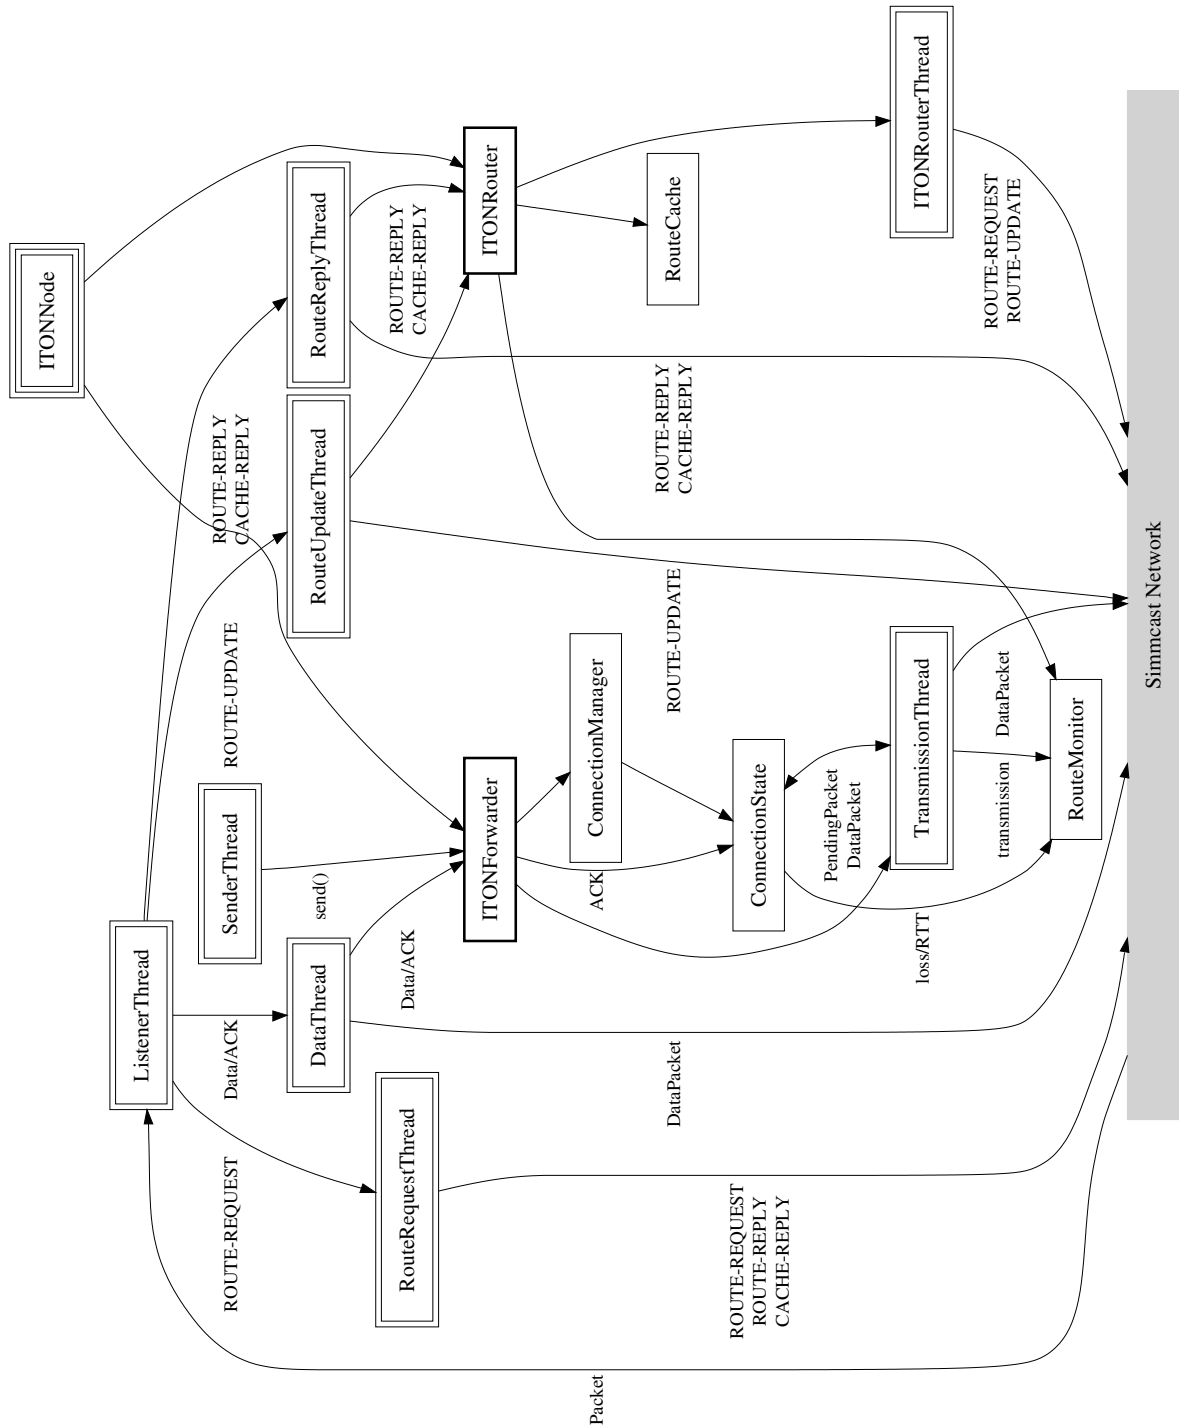 ITONNode
ListenerThread
SenderThread
DataThread
RouteUpdateThread
RouteReplyThread
RouteRequestThread
ITONForwarder
ITONRouter
ConnectionManager
RouteCache
ConnectionState
TransmissionThread
ITONRouterThread
RouteMonitor
Simmcast Network
Packet
ROUTE-REQUEST
Data/ACK
ROUTE-UPDATE
ROUTE-REPLY
CACHE-REPLY
send()
Data/ACK
ROUTE-REPLY
CACHE-REPLY
ACK
DataPacket
ROUTE-UPDATE
ROUTE-REPLY
CACHE-REPLY
ROUTE-REQUEST
ROUTE-REPLY
CACHE-REPLY
PendingPacket
DataPacket
loss/RTT
transmission
DataPacket
ROUTE-REQUEST
ROUTE-UPDATE